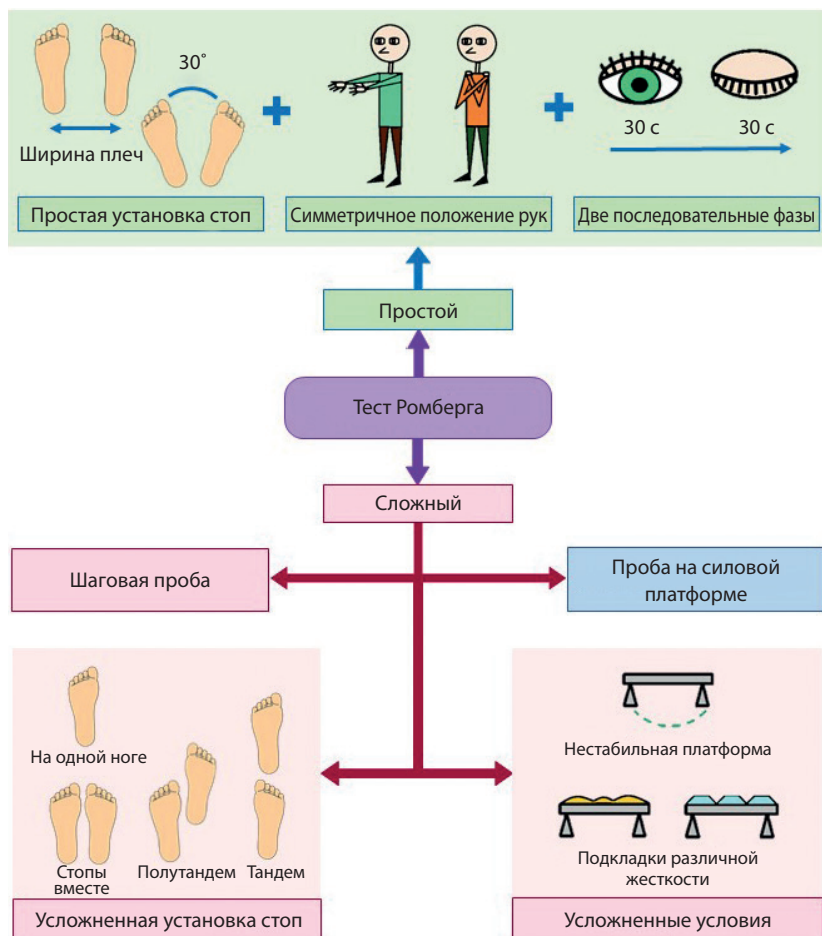 30°
Ширина плеч
30 с
30 с
Простая установка стоп
Симметричное положение рук
Две последовательные фазы
Простой
Тест Ромберга
Сложный
Шаговая проба
Проба на силовой
платформе
На одной ноге
Стопы
вместе
Полутандем
Тандем
Усложненная установка стоп
Нестабильная платформа
Подкладки различной
жесткости
Усложненные условия